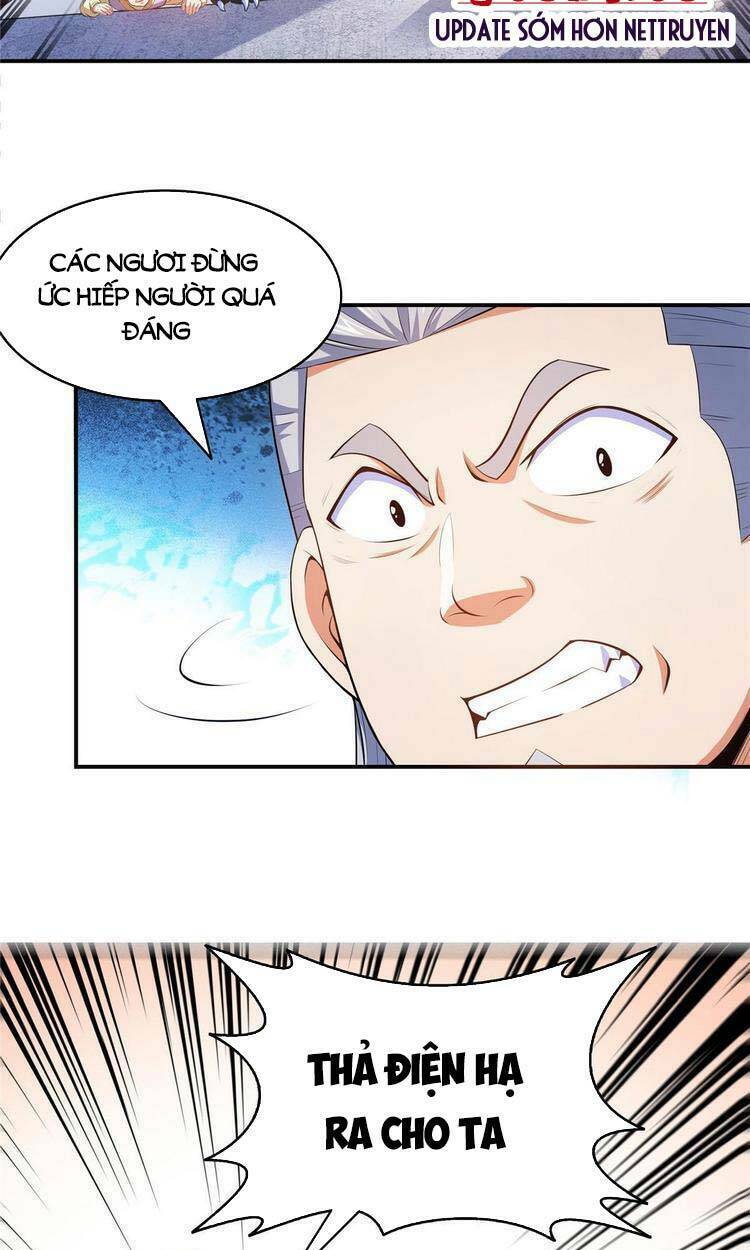 UPDATE SỚM HƠN NETTRUYEN
CÁC NGƯƠI ĐỪNG
ỨC HIẾP NGƯỜI QUÁ
ĐÁNG
THẢ ĐIỆN HẠ
RA CHO TA